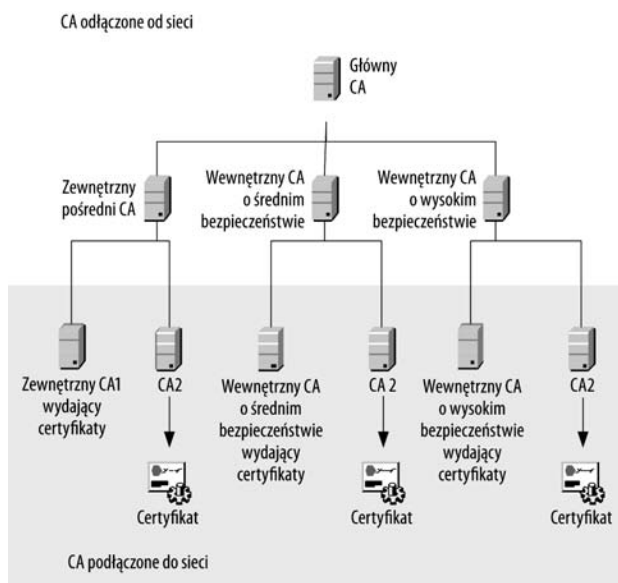 CA odłączone od sieci
Główny
CA
Zewnętrzny
pośredni CA
Wewnętrzny CA
o średnim
bezpieczeństwie
Wewnętrzny CA
o wysokim
bezpieczeństwie
Zewnętrzny CA1
wydający
certyfikaty
CA2
Wewnętrzny CA
o średnim
bezpieczeństwie
wydający
certyfikaty
CA 2
Wewnętrzny CA
o wysokim
bezpieczeństwie
wydający
certyfikaty
CA2
Certyfikat
Certyfikat
Certyfikat
CA podłączone do sieci